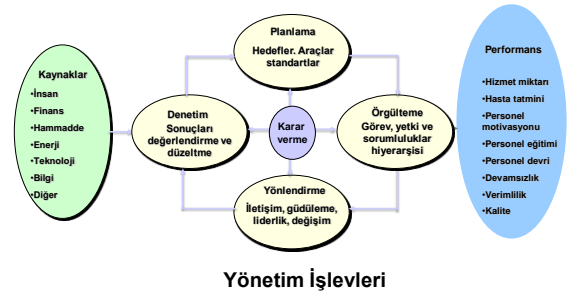 Kaynaklar
•İnsan
•Finans
•Hammadde
•Enerji
•Teknoloji
•Bilgi
•Diğer
Planlama
Hedefler. Araçlar
standartlar
Denetim
Sonuçları
değerlendirme ve
düzeltme
Karar
verme
Örgülteme
Görev, yetki ve
sorumluluklar
hiyerarşisi
Yönlendirme
İletişim, güdüleme,
liderlik, değişim
Performans
•Hizmet miktarı
•Hasta tatmini
•Personel
motivasyonu
•Personel eğitimi
•Personel devri
•Devamsızlık
•Verimlilik
•Kalite
Yönetim İşlevleri